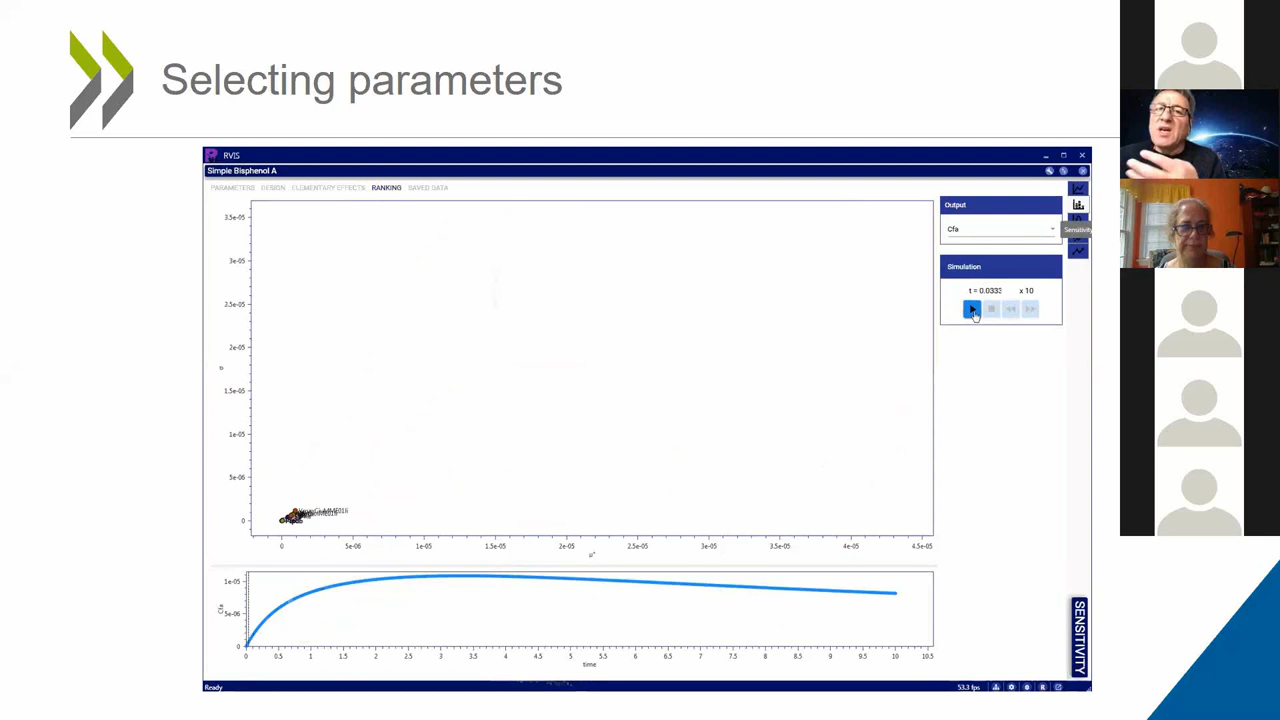 Selecting parameters
RVIS
Simple Bisphenol A
PARAMETERS DESIGN ELEMENTARY EFFECTS RANKING SAVED DATA
Output
Cfa
Sensitivity
Simulation
t = 0.0333 x 10
3.5e-05
3e-05
2.5e-05
2e-05
1.5e-05
1e-05
5e-06
0
σ
0 5e-06 1e-05 1.5e-05 2e-05 2.5e-05 3e-05 3.5e-05 4e-05 4.5e-05
μ*
1e-05
5e-06
0
Cfa
0 0.5 1 1.5 2 2.5 3 3.5 4 4.5 5 5.5 6 6.5 7 7.5 8 8.5 9 9.5 10 10.5
time
SENSITIVITY
Ready
53.3 fps
R